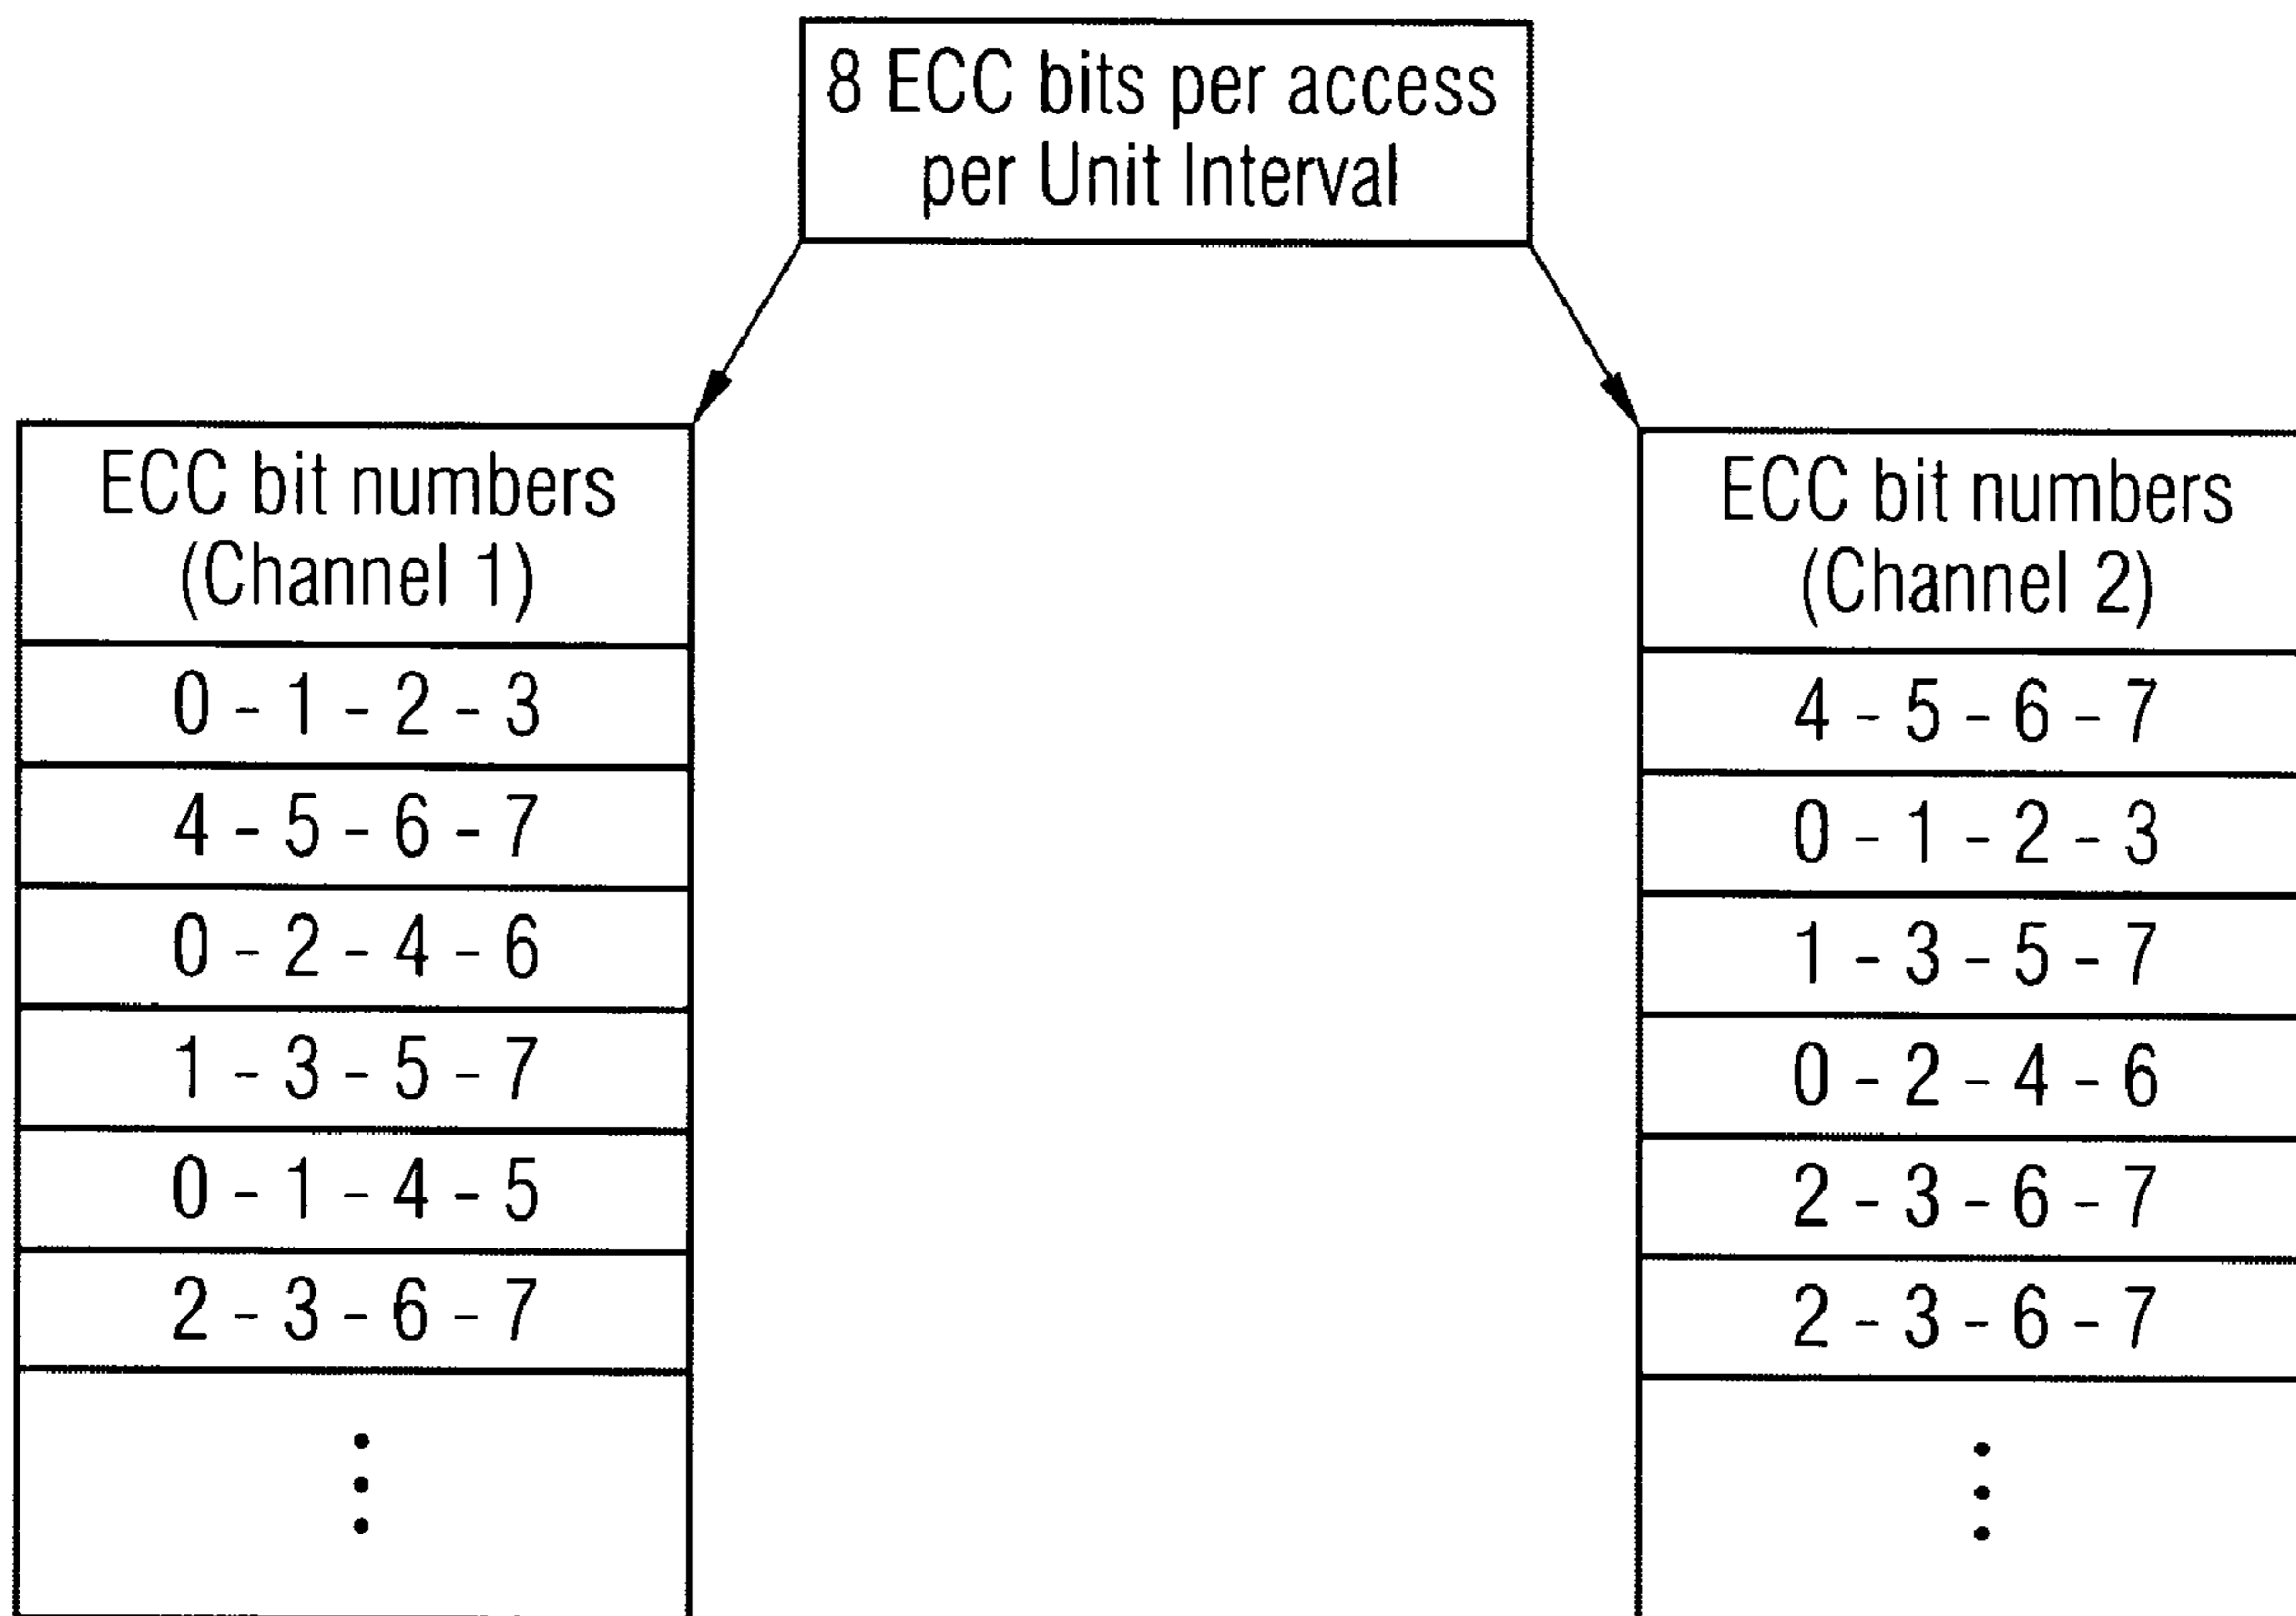 8 ECC bits per access
per Unit Interval
ECC bit numbers
(Channel 1)
0 - 1 - 2 - 3
4 - 5 - 6 - 7
0 - 2 - 4 - 6
1 - 3 - 5 - 7
0 - 1 - 4 - 5
2 - 3 - 6 - 7
ECC bit numbers
(Channel 2)
4 - 5 - 6 - 7
0 - 1 - 2 - 3
1 - 3 - 5 - 7
0 - 2 - 4 - 6
2 - 3 - 6 - 7
2 - 3 - 6 - 7